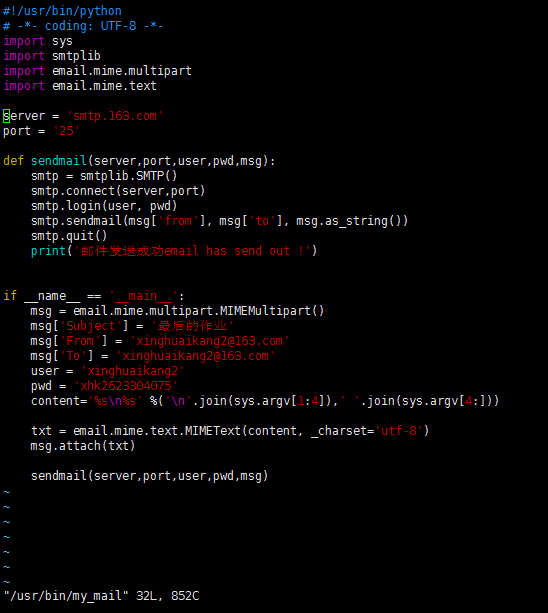 #!/usr/bin/python
# -*- coding: UTF-8 -*-
import sys
import smtplib
import email.mime.multipart
import email.mime.text
server = 'smtp.163.com'
port = '25'
def sendmail(server,port,user,pwd,msg):
    smtp = smtplib.SMTP()
    smtp.connect(server,port)
    smtp.login(user, pwd)
    smtp.sendmail(msg['from'], msg['to'], msg.as_string())
    smtp.quit()
    print('邮件发送成功email has send out !')
if __name__ == '__main__':
    msg = email.mime.multipart.MIMEMultipart()
    msg['Subject'] = '最后的作业'
    msg['From'] = 'xinghuaikang2@163.com'
    msg['To'] = 'xinghuaikang2@163.com'
    user = 'xinghuaikang2'
    pwd = 'xhk2623304075'
    content='%s\n%s' %('\n'.join(sys.argv[1:4]),' '.join(sys.argv[4:]))
    txt = email.mime.text.MIMEText(content, _charset='utf-8')
    msg.attach(txt)
    sendmail(server,port,user,pwd,msg)
~
~
~
~
~
~
~
"/usr/bin/my_mail" 32L, 852C